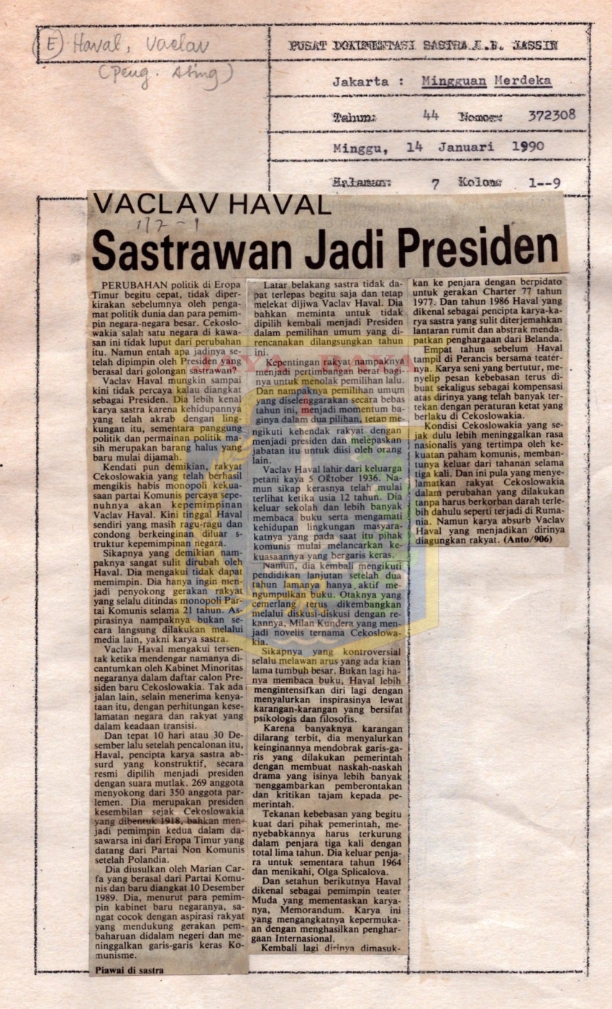 (E) Haval, Vaclav
(Peng. Asing)
PUSAT DOKUMENTASI SASTRA H.B. JASSIN
Jakarta : Mingguan Merdeka
Tahun: 44 Nomor: 372308
Minggu, 14 Januari 1990
Halaman: 7 Kolom: 1--9
VACLAV HAVAL
Sastrawan Jadi Presiden
PERUBAHAN politik di Eropa
Timur begitu cepat, tidak diper-
kirakan sebelumnya oleh penga-
mat politik dunia dan para pemim-
pin negara-negara besar. Cekoslo-
wakia salah satu negara di kawa-
san ini tidak luput dari perubahan
itu. Namun entah apa jadinya se-
telah dipimpin oleh Presiden yang
berasal dari golongan sastrawan.
Vaclav Haval mungkin sampai
kini tidak percaya kalau diangkat
sebagai Presiden. Dia lebih kenal
karya sastra karena kehidupannya
yang telah akrab dengan ling-
kungan itu, sementara panggung
politik dan permainan politik ma-
sih merupakan barang halus yang
baru mulai dijamah.
Kendati pun demikian, rakyat
Cekoslowakia yang telah berhasil
mengikis habis monopoli kekua-
saan partai Komunis percaya sepe-
nuhnya akan kepemimpinan
Vaclav Haval. Kini tinggal Haval
sendiri yang masih ragu-ragu dan
condong berkeinginan diluar s-
truktur kepemimpinan negara.
Sikapnya yang demikian nam-
paknya sangat sulit dirubah oleh
Haval. Dia mengakui tidak dapat
memimpin. Dia hanya ingin men-
jadi penyokong gerakan rakyat
yang selalu ditindas monopoli Par-
tai Komunis selama 21 tahun. As-
pirasinya nampaknya bukan se-
cara langsung dilakukan melalui
media lain, yakni karya sastra.
Vaclav Haval mengakui tersen-
tak ketika mendengar namanya di-
cantumkan oleh Kabinet Minoritas
negaranya dalam daftar calon Pre-
siden baru Cekoslowakia. Tak ada
jalan lain, selain menerima kenya-
taan itu, dengan perhitungan kese-
lamatan negara dan rakyat yang
dalam keadaan transisi.
Dan tepat 10 hari atau 30 De-
sember lalu setelah pencalonan itu,
Haval, pencipta karya sastra ab-
surd yang konstruktif, secara
resmi dipilih menjadi presiden
dengan suara mutlak. 269 anggota
menyokong dari 350 anggota par-
lemen. Dia merupakan presiden
kesembilan sejak Cekoslowakia
yang dibentuk 1918, bahkan men-
jadi pemimpin kedua dalam da-
sawarsa ini dari Eropa Timur yang
datang dari Partai Non Komunis
setelah Polandia.
Dia diusulkan oleh Marian Car-
fa yang berasal dari Partai Komu-
nis dan baru diangkat 10 Desember
1989. Dia, menurut para pemim-
pin kabinet baru negaranya, san-
gat cocok dengan aspirasi rakyat
yang mendukung gerakan pem-
baharuan didalam negeri dan me-
ninggalkan garis-garis keras Ko-
munisme.
Piawai di sastra
Latar belakang sastra tidak da-
pat terlepas begitu saja dan tetap
melekat dijiwa Vaclav Haval. Dia
bahkan meminta untuk tidak
dipilih kembali menjadi Presiden
dalam pemilihan umum yang di-
rencanakan dilangsungkan tahun
ini.
Kepentingan rakyat nampaknya
menjadi pertimbangan berat bagi-
nya untuk menolak pemilihan lalu.
Dan nampaknya pemilihan umum
yang diselenggarakan secara bebas
tahun ini, menjadi momentum ba-
ginya dalam dua pilihan, tetap me-
ngikuti kehendak rakyat dengan
menjadi presiden dan atau men-
jabatan itu untuk diisi oleh orang
lain.
Vaclav Haval lahir dari keluarga
petani kaya 5 Oktober 1936. Na-
mun sikap kerasnya telah mulai
terlihat ketika usia 12 tahun. Dia
keluar sekolah dan lebih banyak
membaca buku serta mengamati
kehidupan lingkungan masyara-
katnya yang pada saat itu pihak
komunis mulai melancarkan ke-
kuasaannya yang bergaris keras.
Namun, dia kembali mengikuti
pendidikan lanjutan setelah dua
tahun lamanya hanya aktif me-
ngumpulkan buku. Otaknya yang
cemerlang itu, dikembangkan
melalui diskusi-diskusi dengan re-
kannya, Milan Kundera yang men-
jadi novelis ternama Cekoslowa-
kia.
Sikapnya yang kontroversial
selalu melawan arus yang ada kian
lama tumbuh besar. Bukan lagi ha-
nya membaca buku, Haval lebih
mengintensifkan diri lagi dengan
menyalurkan inspirasinya lewat
karangan-karangan yang bersifat
psikologis dan filosofis.
Karena banyaknya karangan
dilarang terbit, dia menyalurkan
keinginannya mendobrak garis-ga-
ris yang dilakukan pemerintah
dengan membuat naskah-naskah
drama yang isinya lebih banyak
menggambarkan pemberontakan
dan kritikan tajam kepada pe-
merintah.
Tekanan kebebasan yang begitu
kuat dari pihak pemerintah, me-
nyebabkannya harus terkurung
dalam penjara tiga kali dengan
total lima tahun. Dia keluar penja-
ra untuk sementara tahun 1964
dan menikahi, Olga Splicalova.
Dan setahun berikutnya Haval
dikenal sebagai pemimpin teater
Muda yang mementaskan karya-
nya, Memorandum. Karya ini
yang mengangkatnya kepermuka-
an dengan menghasilkan penghar-
gaan Internasional.
Kembali lagi dirinya dimasuk-
kan ke penjara dengan berpidato
untuk gerakan Charter 77 tahun
1977. Dan tahun 1986 Haval yang
dikenal sebagai pencipta karya-ka-
rya sastra yang sulit diterjemahkan
lantaran rumit dan abstrak menda-
patkan penghargaan dari Belanda.
Empat tahun sebelum Haval
tampil di Perancis bersama teater-
nya. Karya seni yang bertutur, me-
nyelip pesan kebebasan terus di-
buat sekaligus sebagai kompensasi
atas dirinya yang telah banyak ter-
tekan dengan peraturan ketat yang
berlaku di Cekoslowakia.
Kondisi Cekoslowakia yang se-
jak dulu lebih meninggalkan rasa
nasionalis yang tertimpa oleh ke-
kuatan paham komunis, memban-
tunya keluar dari tahanan selama
tiga kali. Dan ini pula yang menye-
lamatkan rakyat Cekoslowakia
dalam perubahan yang dilakukan
tanpa harus berkorban darah terle-
bih dahulu seperti terjadi di Ruma-
nia. Namun karya absurb Vaclav
Haval yang menjadikan dirinya
diagungkan rakyat. (Anto/906)